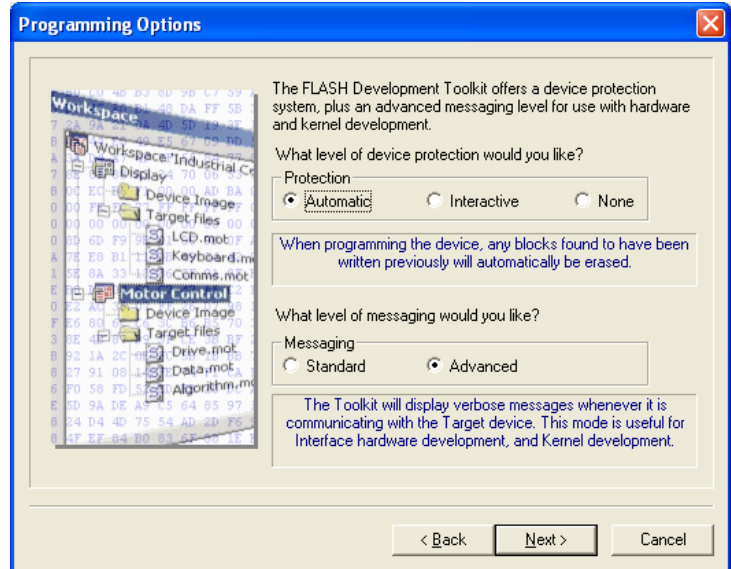 Programming Options
The FLASH Development Toolkit offers a device protection
system, plus an advanced messaging level for use with hardware
and kernel development.
What level of device protection would you like?
Protection
Automatic
Interactive
None
When programming the device, any blocks found to have been
written previously will automatically be erased.
What level of messaging would you like?
Messaging
Standard
Advanced
The Toolkit will display verbose messages whenever it is
communicating with the Target device. This mode is useful for
Interface hardware development, and Kernel development.
Workspace
Workspace 'Industrial
Display
Device Image
Target files
LCD.mot
Keyboard.m
Comms.mot
Motor Control
Device Image
Target files
Drive.mot
Data.mot
Algorithm.mo
< Back
Next >
Cancel